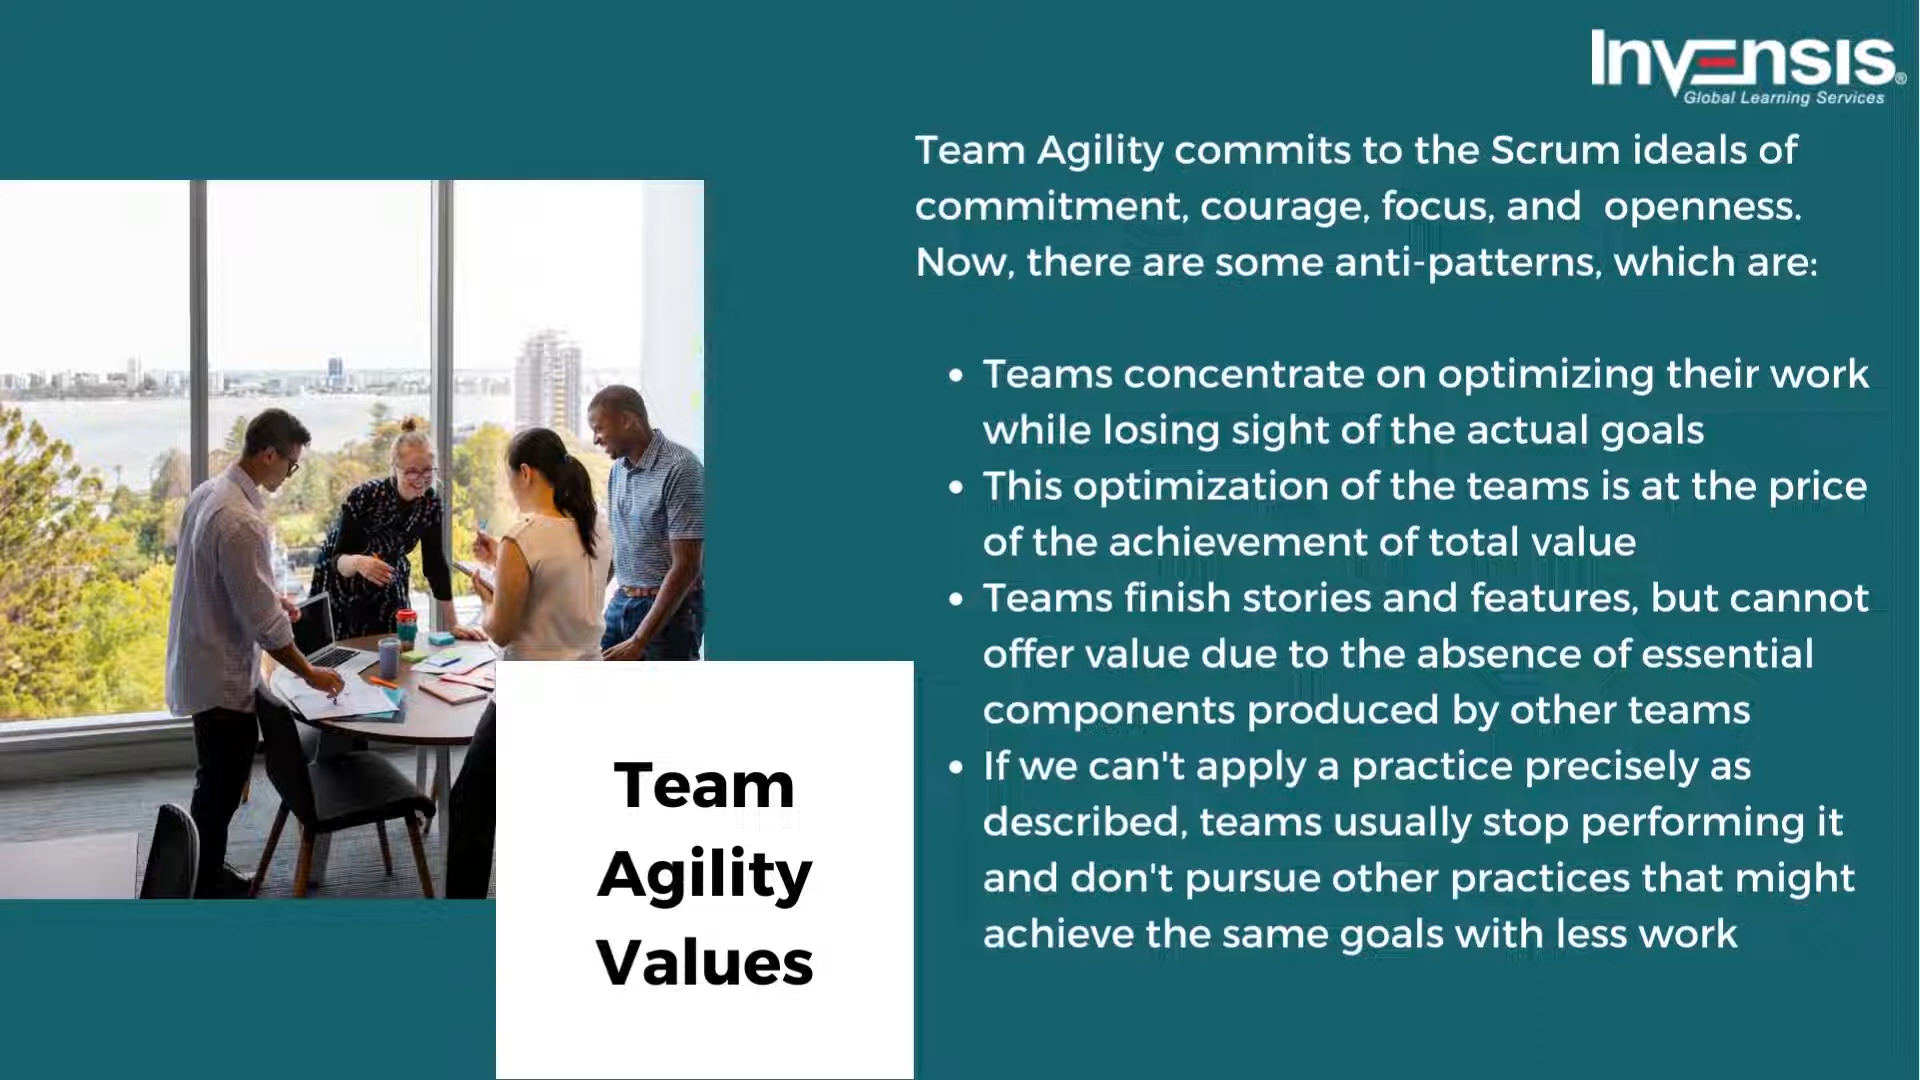 Invensis®
Global Learning Services
Team Agility commits to the Scrum ideals of
commitment, courage, focus, and openness.
Now, there are some anti-patterns, which are:
• Teams concentrate on optimizing their work
while losing sight of the actual goals
• This optimization of the teams is at the price
of the achievement of total value
• Teams finish stories and features, but cannot
offer value due to the absence of essential
components produced by other teams
• If we can't apply a practice precisely as
described, teams usually stop performing it
and don't pursue other practices that might
achieve the same goals with less work
Team
Agility
Values